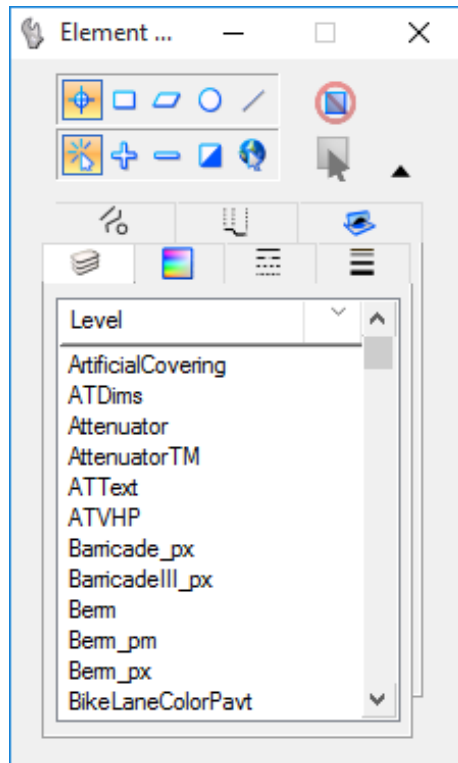 Element ...
Level
ArtificialCovering
ATDims
Attenuator
AttenuatorTM
ATText
ATVHP
Barricade_px
BarricadeIII_px
Berm
Berm_pm
Berm_px
BikeLaneColorPavt